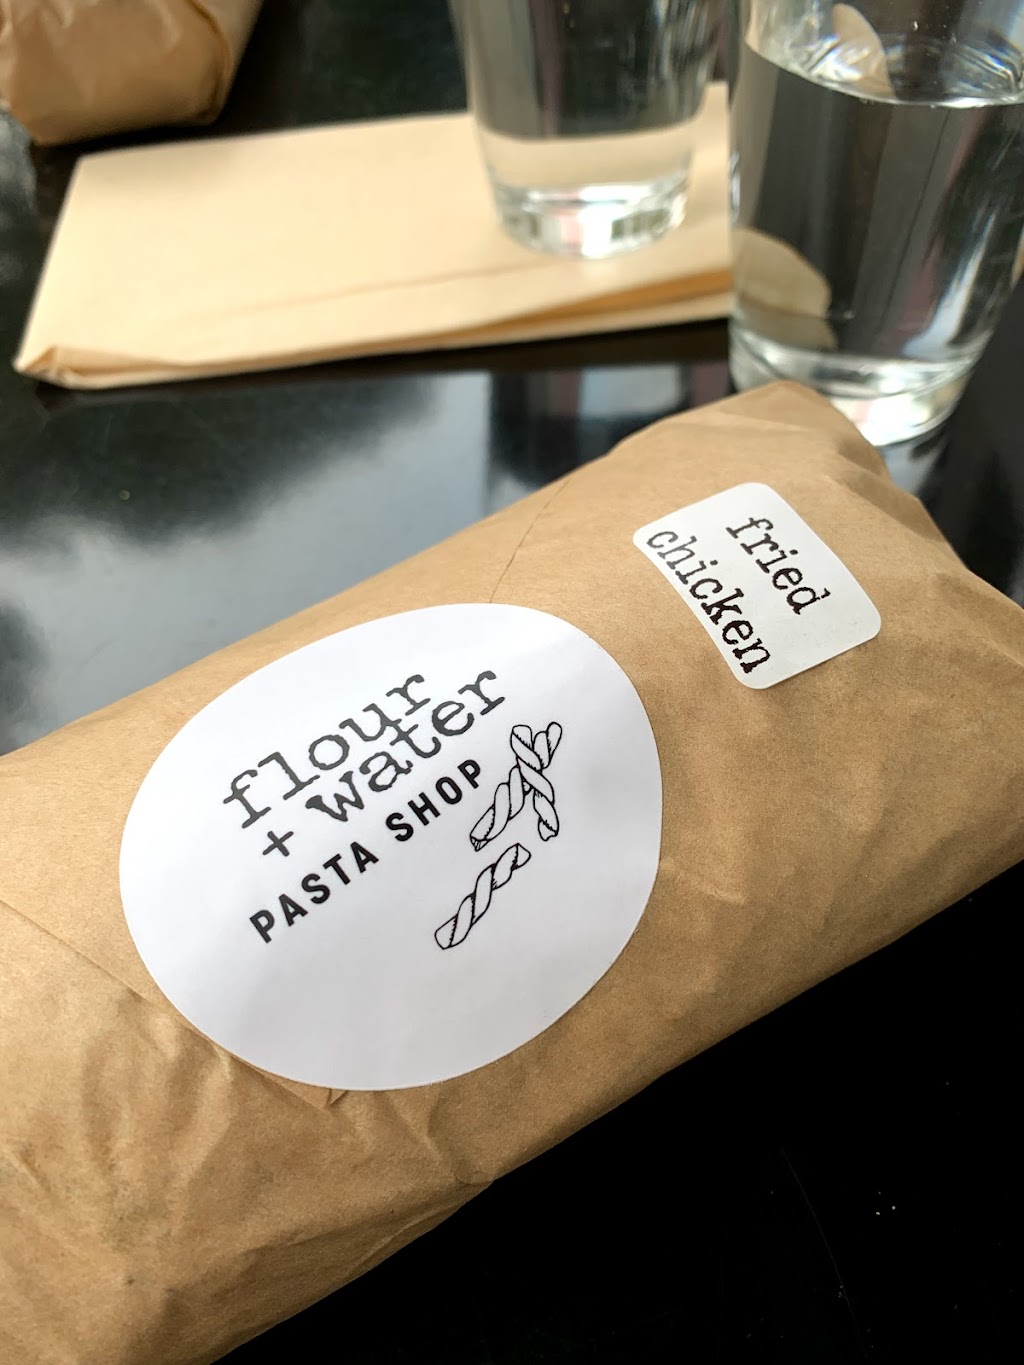 flour
+ water
PASTA SHOP
fried
chicken